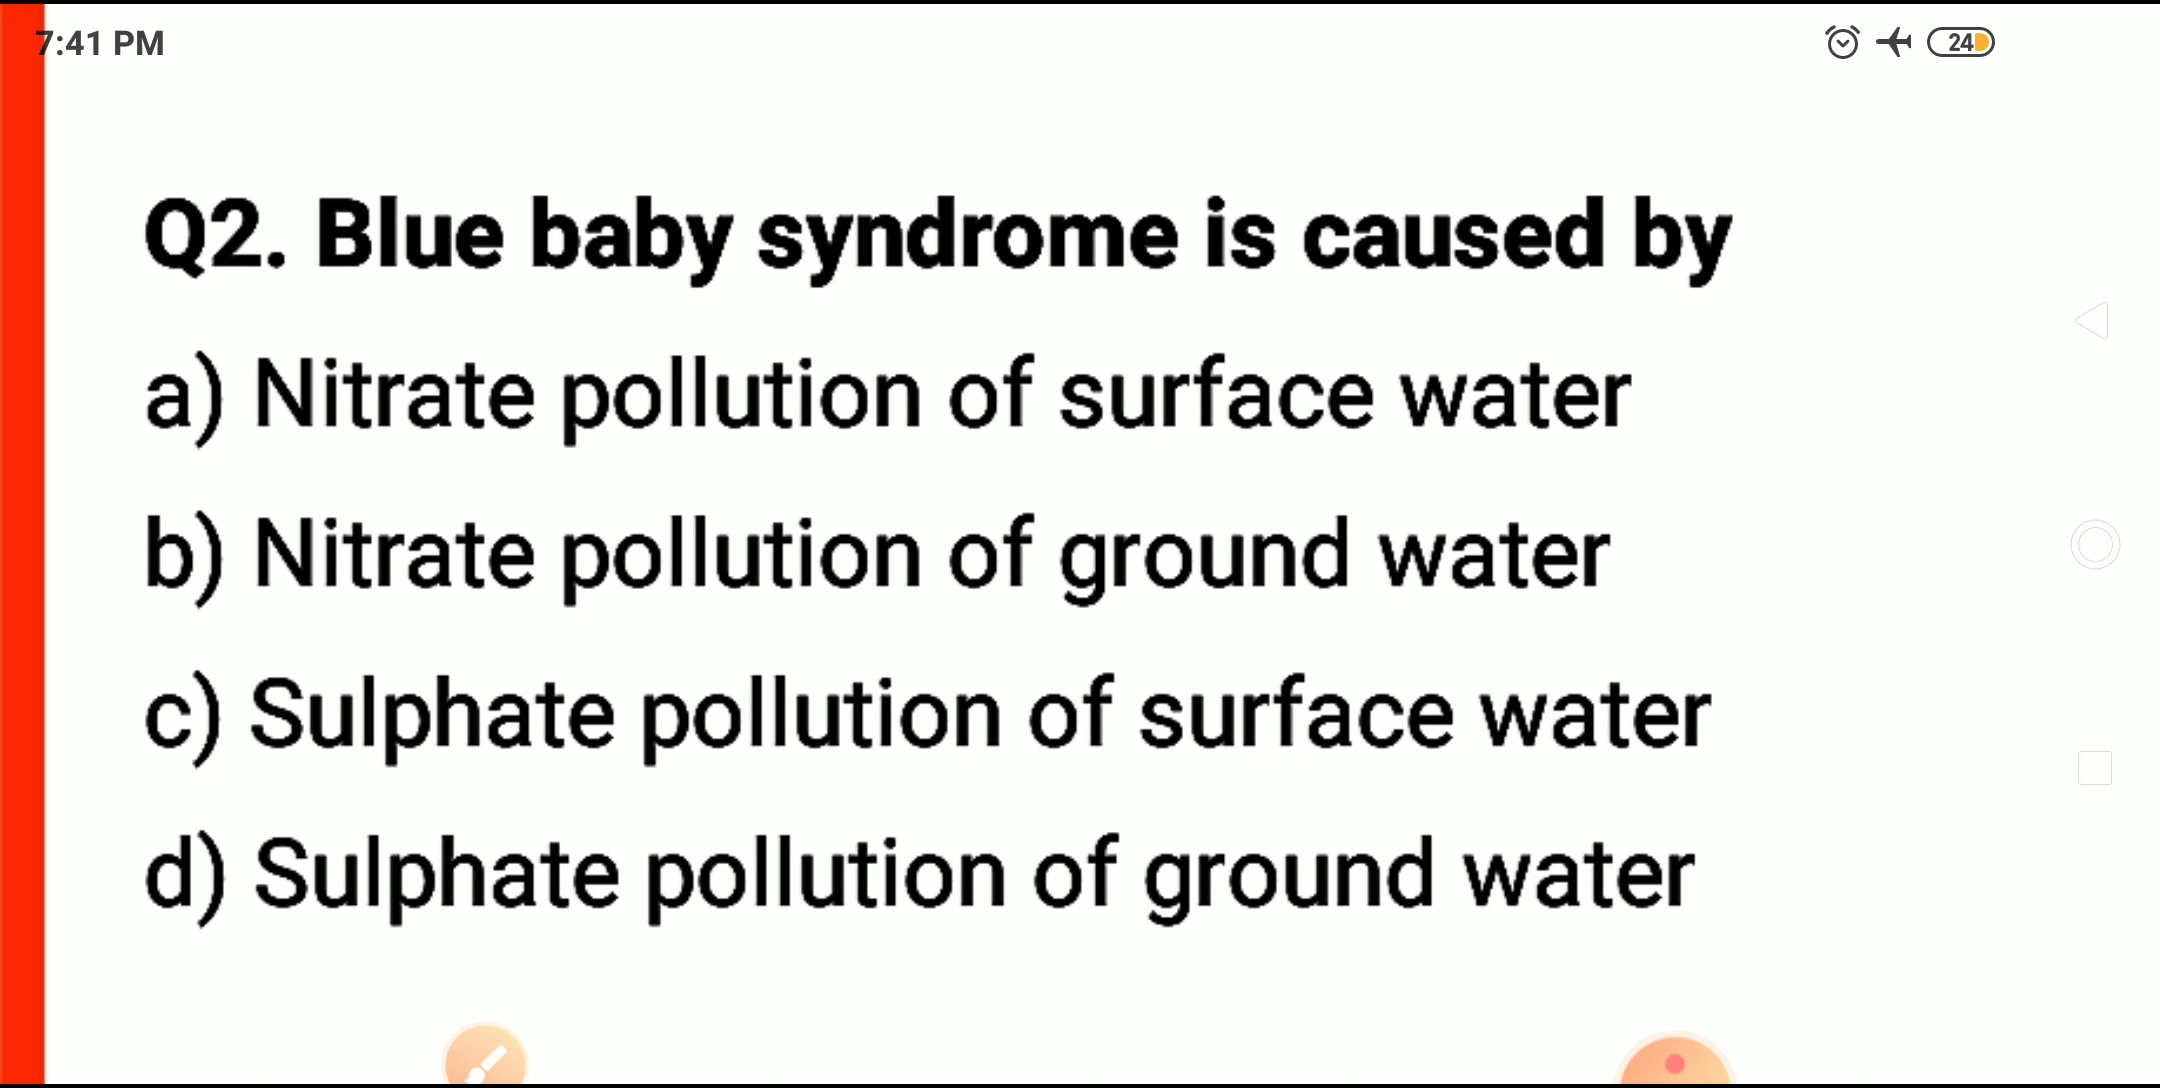 7:41 PM 24
Q2. Blue baby syndrome is caused by
a) Nitrate pollution of surface water
b) Nitrate pollution of ground water
c) Sulphate pollution of surface water
d) Sulphate pollution of ground water